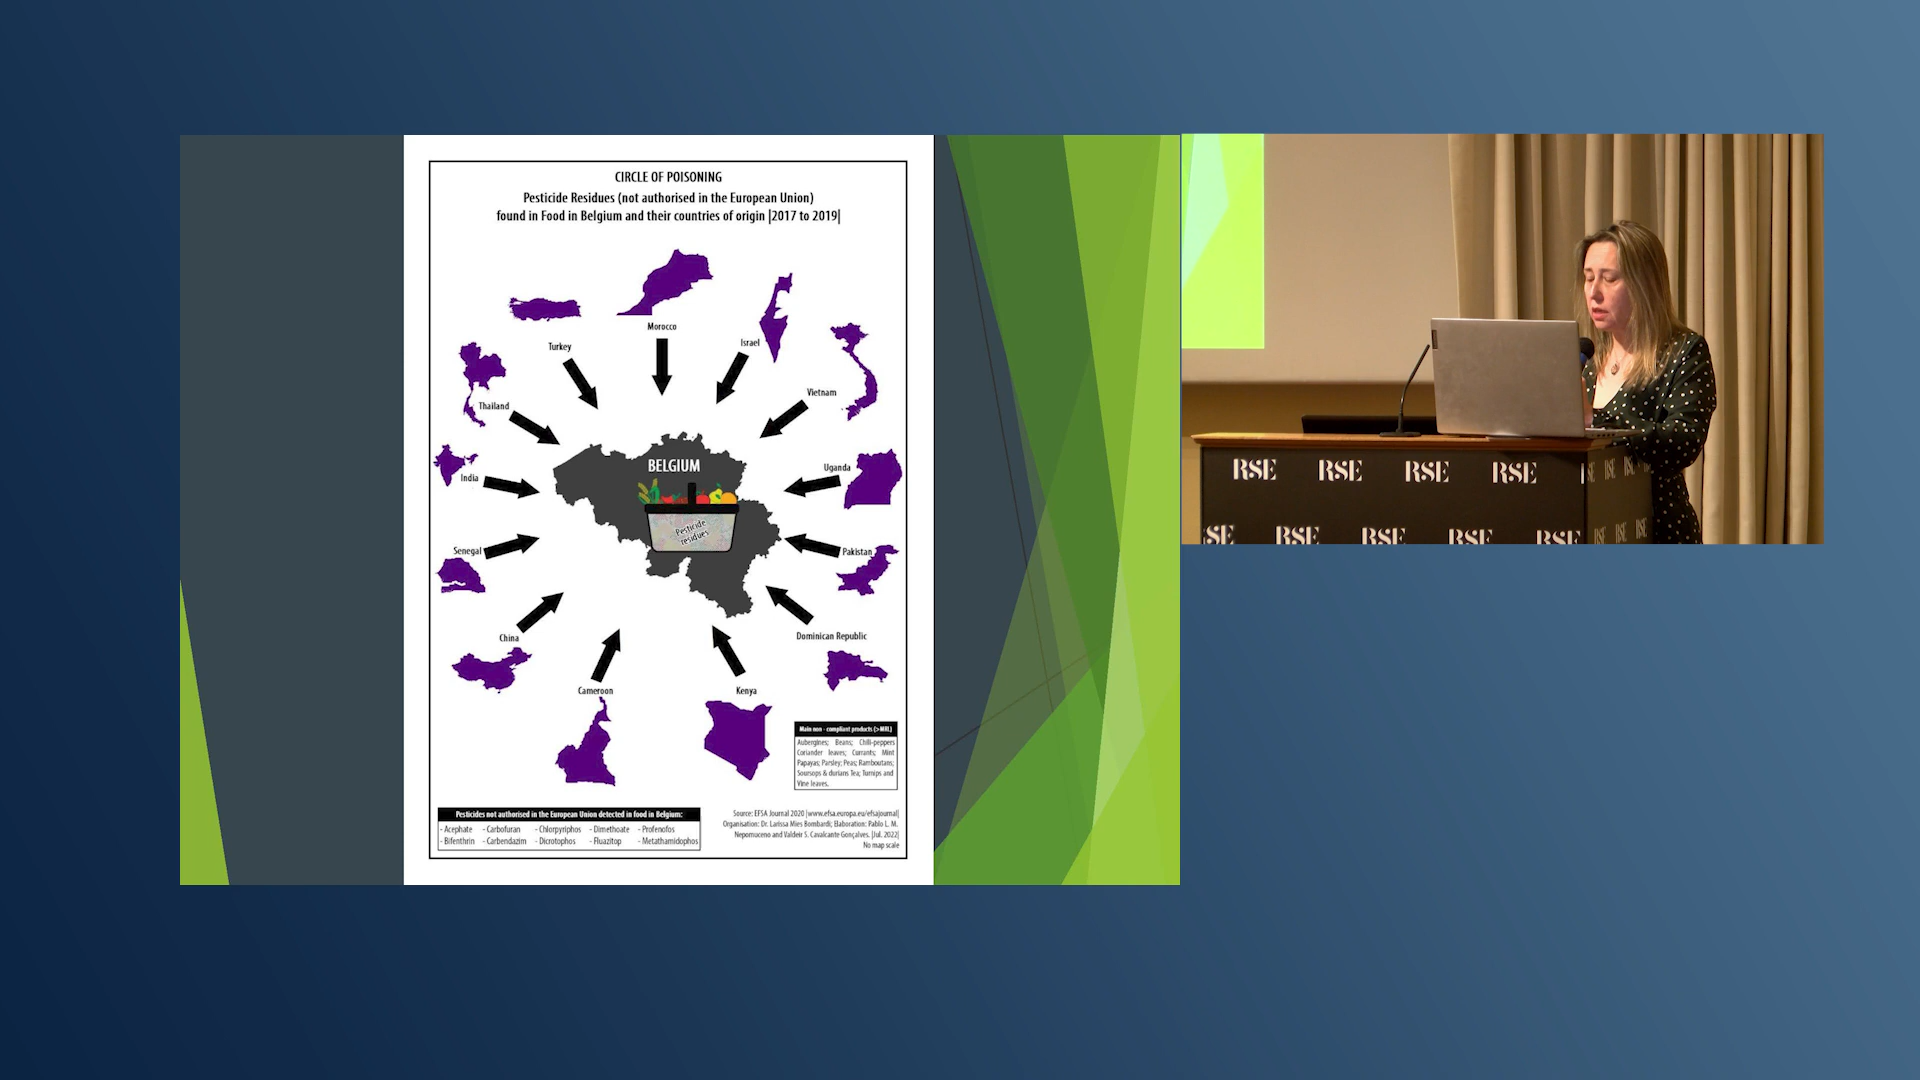 CIRCLE OF POISONING
Pesticide Residues (not authorised in the European Union)
found in Food in Belgium and their countries of origin |2017 to 2019|
Morocco
Israel
Turkey
Vietnam
Thailand
BELGIUM
Uganda
India
Pesticide
residues
Senegal
Pakistan
China
Dominican Republic
Cameroon
Kenya
Main non - compliant products (>MRL)
Aubergines; Beans; Chili-peppers
Coriander leaves; Currants; Mint
Papayas; Parsley; Peas; Ramboutans;
Soursops & durians Tea; Turnips and
Vine leaves.
Pesticides not authorised in the European Union detected in food in Belgium:
- Acephate - Carbofuran - Chlorpyriphos - Dimethoate - Profenofos
- Bifenthrin - Carbendazim - Dicrotophos - Fluazitop - Metathamidophos
Source: EFSA Journal 2020 |www.efsa.europa.eu/efsajournal|
Organisation: Dr. Larissa Mies Bombardi; Elaboration: Pablo L. M.
Nepomuceno and Valdeir S. Cavalcante Gonçalves. |Jul. 2022|
No map scale
RSE RSE RSE RSE RSE RSE
RSE RSE RSE RSE RSE